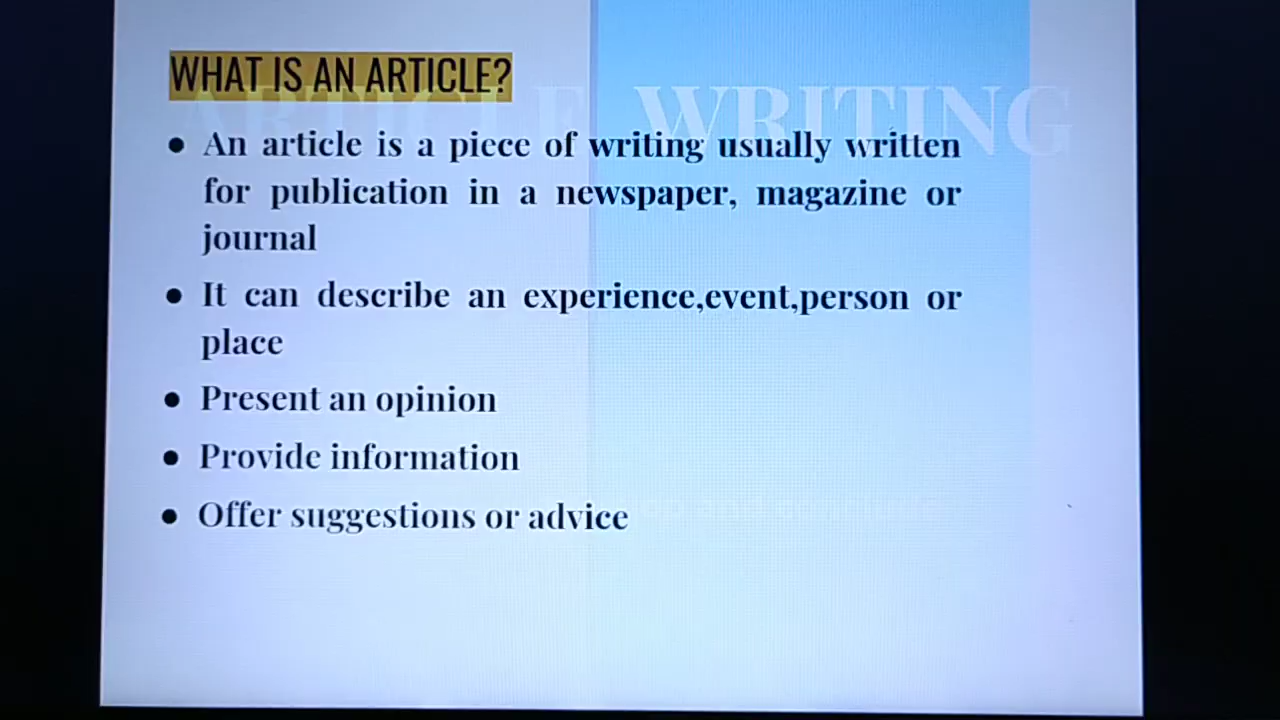 WHAT IS AN ARTICLE?
ARTICLE WRITING
● An article is a piece of writing usually written
for publication in a newspaper, magazine or
journal
● It can describe an experience,event,person or
place
● Present an opinion
● Provide information
● Offer suggestions or advice